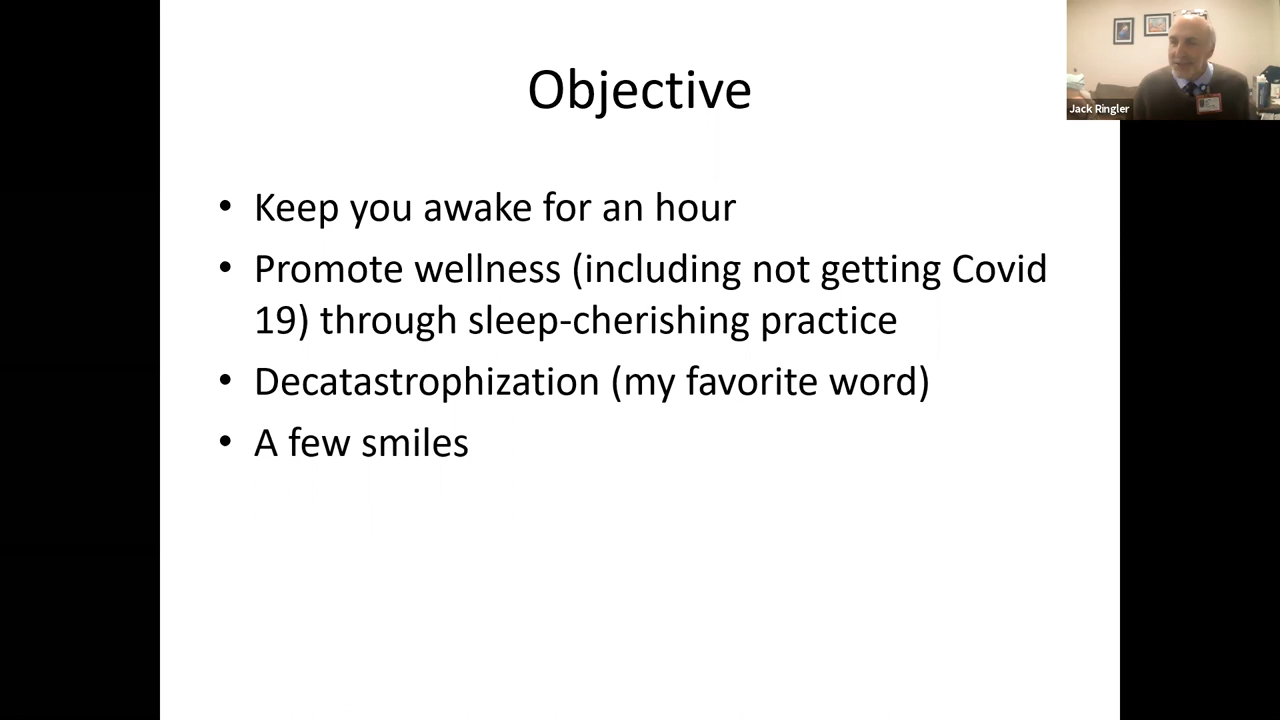 Objective
• Keep you awake for an hour
• Promote wellness (including not getting Covid
19) through sleep-cherishing practice
• Decatastrophization (my favorite word)
• A few smiles
Jack Ringler